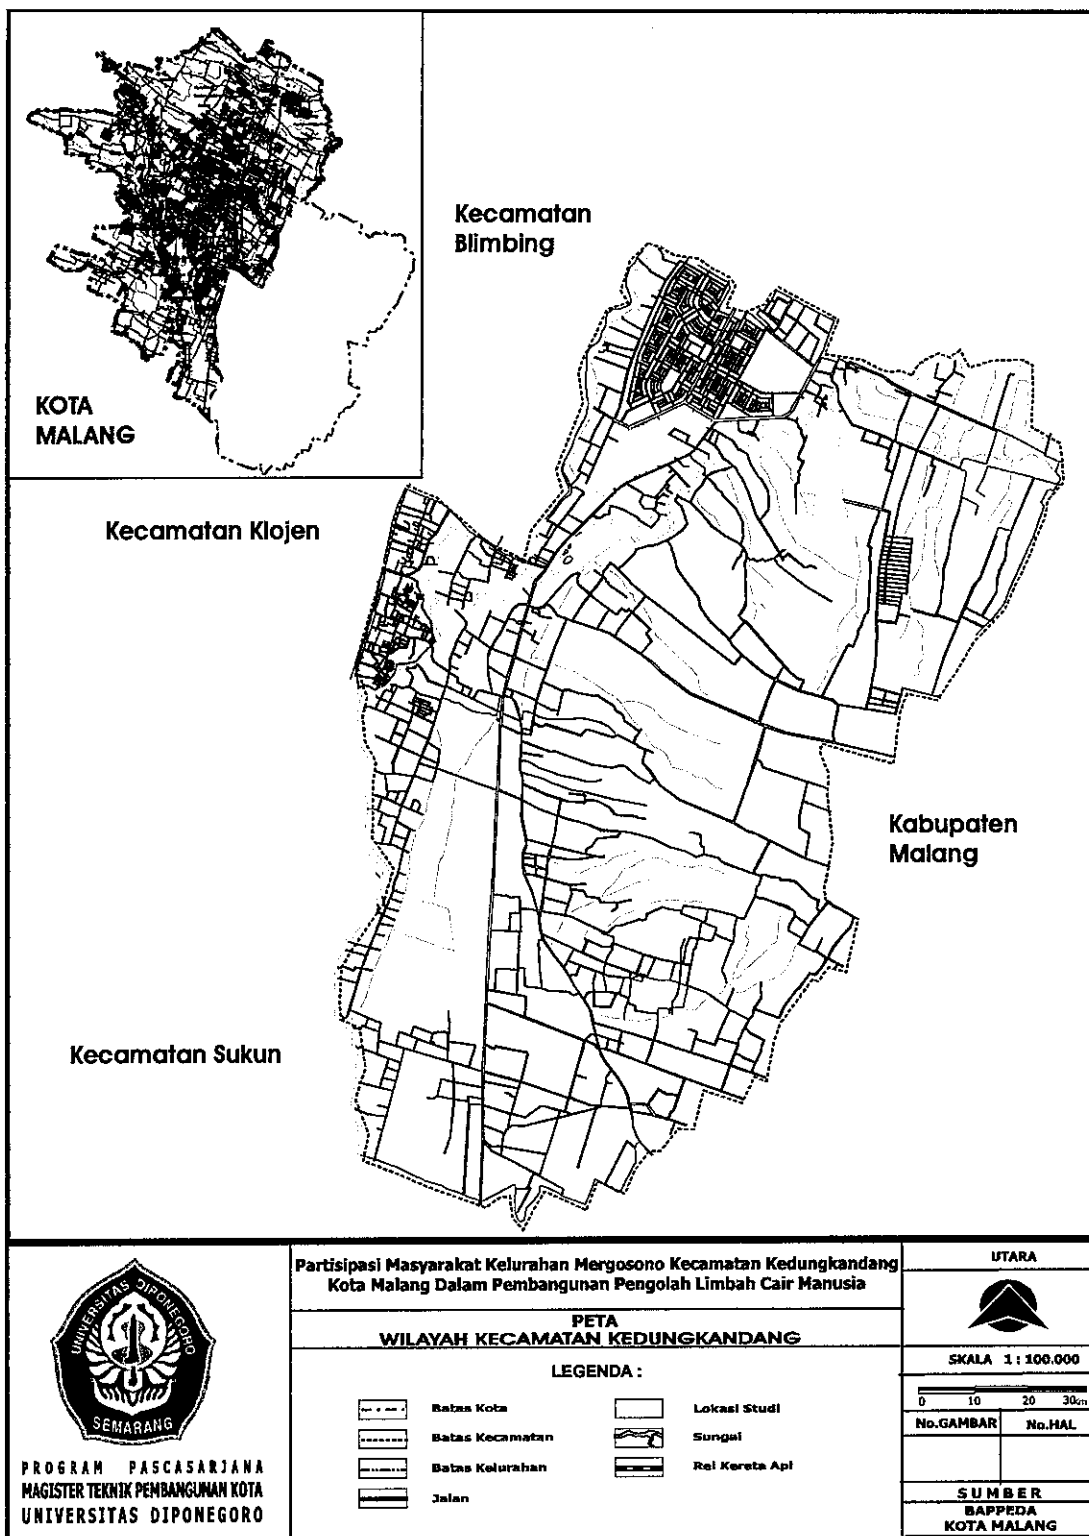 KOTA
MALANG
Kecamatan
Blimbing
Kecamatan Klojen
Kabupaten
Malang
Kecamatan Sukun
UNIVERSITAS DIPONEGORO
SEMARANG
PROGRAM PASCASARJANA
MAGISTER TEKNIK PEMBANGUNAN KOTA
UNIVERSITAS DIPONEGORO
Partisipasi Masyarakat Kelurahan Mergosono Kecamatan Kedungkandang
Kota Malang Dalam Pembangunan Pengolah Limbah Cair Manusia
PETA
WILAYAH KECAMATAN KEDUNGKANDANG
LEGENDA :
Batas Kota
Batas Kecamatan
Batas Kelurahan
Jalan
Lokasi Studi
Sungai
Rel Kereta Api
UTARA
SKALA 1 : 100.000
0 10 20 30km
No.GAMBAR No.HAL
SUMBER
BAPPEDA
KOTA MALANG